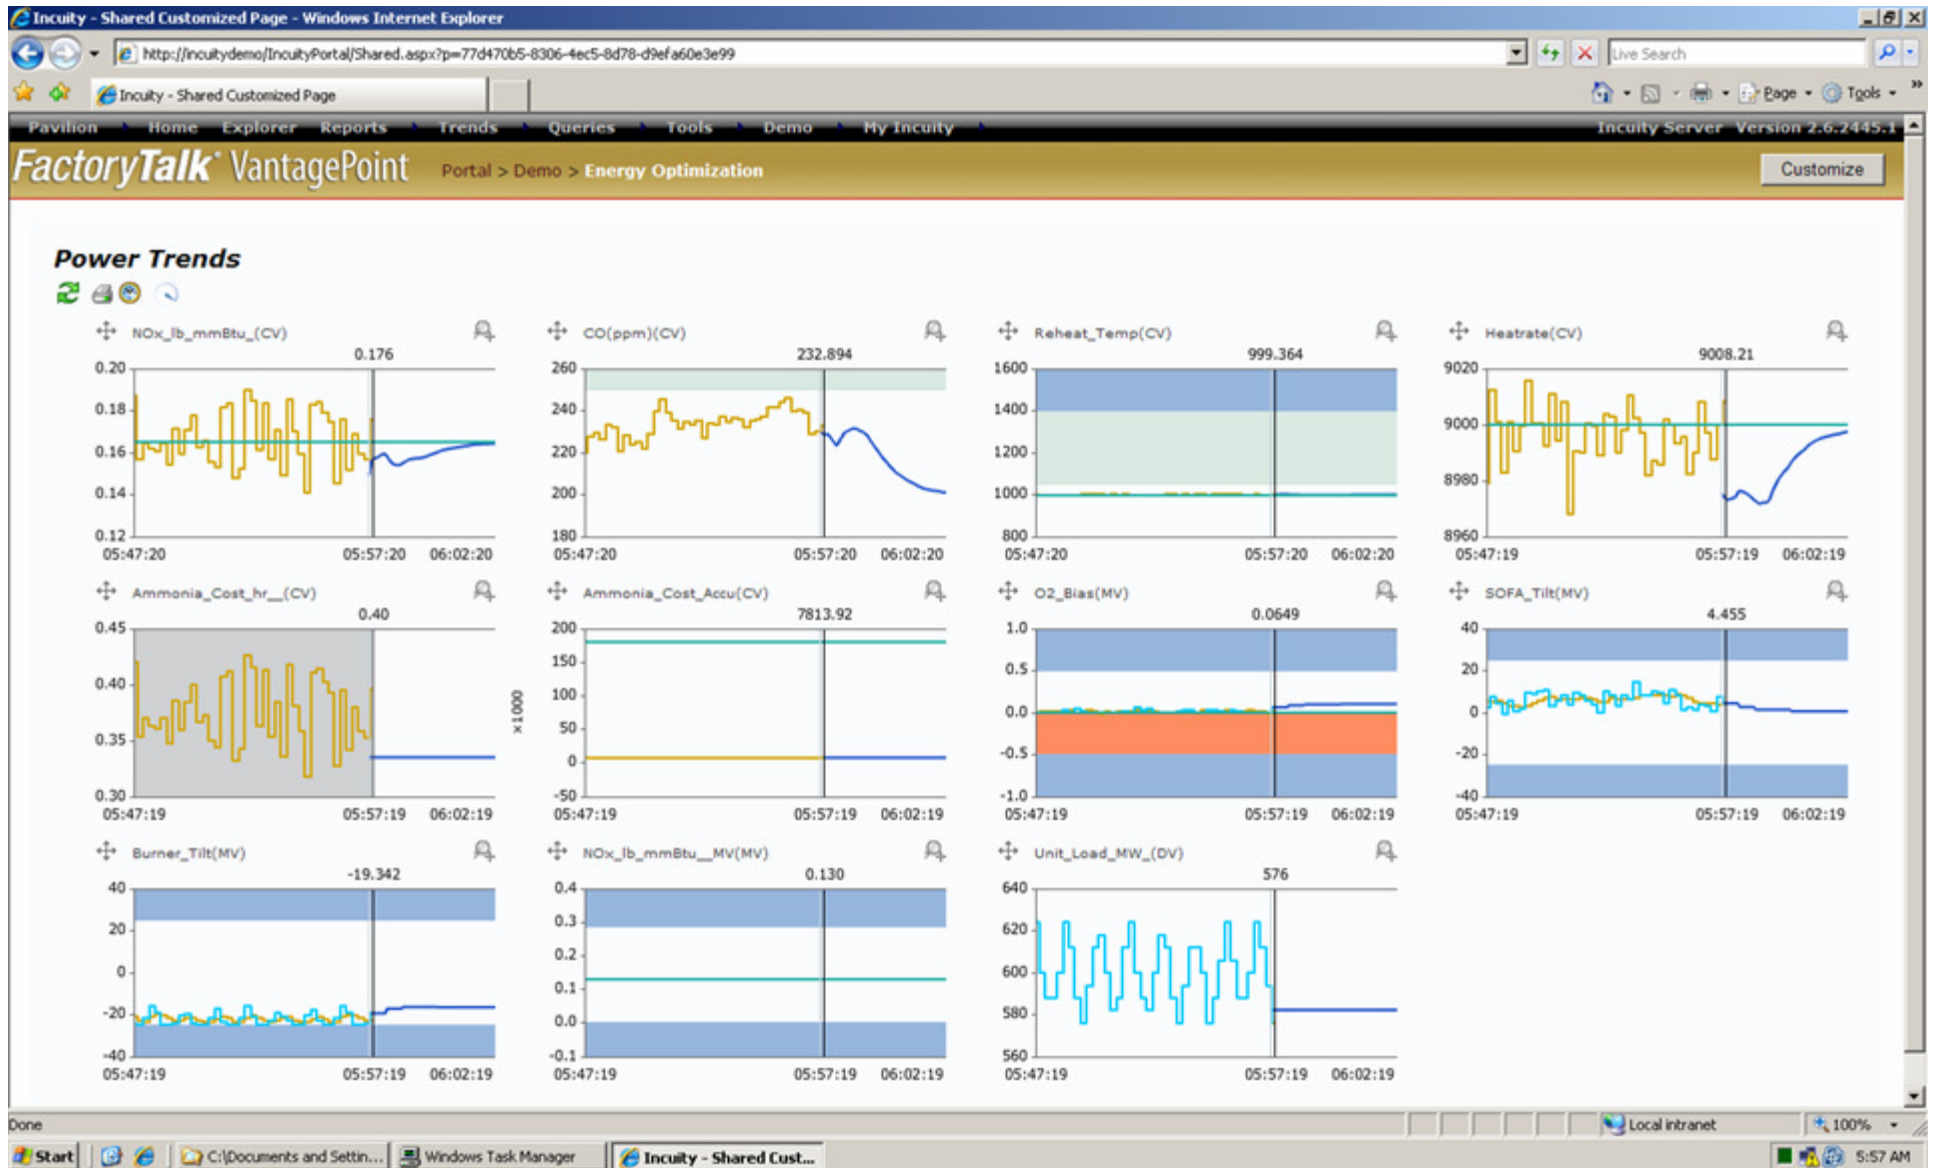 Incuity - Shared Customized Page - Windows Internet Explorer
http://incuitydemo/IncuityPortal/Shared.aspx?p=77d470b5-8306-4ec5-8d78-d9efa60e3e99
Live Search
Incuity - Shared Customized Page
Page Tools »
Pavilion Home Explorer Reports Trends Queries Tools Demo My Incuity Incuity Server Version 2.6.2445.1
FactoryTalk VantagePoint Portal > Demo > Energy Optimization Customize
Power Trends
NOx_lb_mmBtu_(CV)
0.176
0.20
0.18
0.16
0.14
0.12
05:47:20 05:57:20 06:02:20
CO(ppm)(CV)
232.894
260
240
220
200
180
05:47:20 05:57:20 06:02:20
Reheat_Temp(CV)
999.364
1600
1400
1200
1000
800
05:47:20 05:57:20 06:02:20
Heatrate(CV)
9008.21
9020
9000
8980
8960
05:47:19 05:57:19 06:02:19
Ammonia_Cost_hr__(CV)
0.40
0.45
0.40
0.35
0.30
05:47:19 05:57:19 06:02:19
Ammonia_Cost_Accu(CV)
7813.92
x1000
200
150
100
50
0
-50
05:47:19 05:57:19 06:02:19
O2_Bias(MV)
0.0649
1.0
0.5
0.0
-0.5
-1.0
05:47:19 05:57:19 06:02:19
SOFA_Tilt(MV)
4.455
40
20
0
-20
-40
05:47:19 05:57:19 06:02:19
Burner_Tilt(MV)
-19.342
40
20
0
-20
-40
05:47:19 05:57:19 06:02:19
NOx_lb_mmBtu__MV(MV)
0.130
0.4
0.3
0.2
0.1
0.0
-0.1
05:47:19 05:57:19 06:02:19
Unit_Load_MW_(DV)
576
640
620
600
580
560
05:47:19 05:57:19 06:02:19
Done Local intranet 100%
Start C:\Documents and Settin... Windows Task Manager Incuity - Shared Cust... 5:57 AM